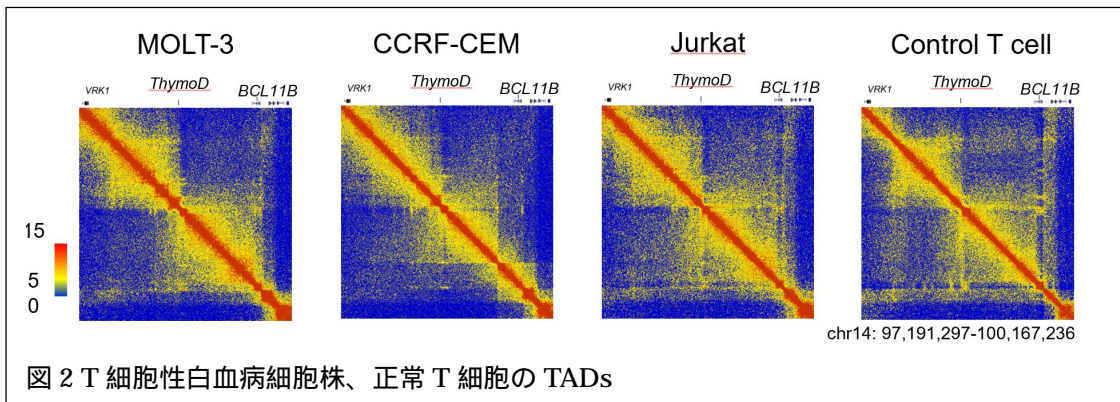 MOLT-3 CCRF-CEM Jurkat Control T cell
VRK1 ThymoD BCL11B VRK1 ThymoD BCL11B VRK1 ThymoD BCL11B VRK1 ThymoD BCL11B
15
5
0
chr14: 97,191,297-100,167,236
図 2 T 細胞性白血病細胞株、正常 T 細胞の TADs